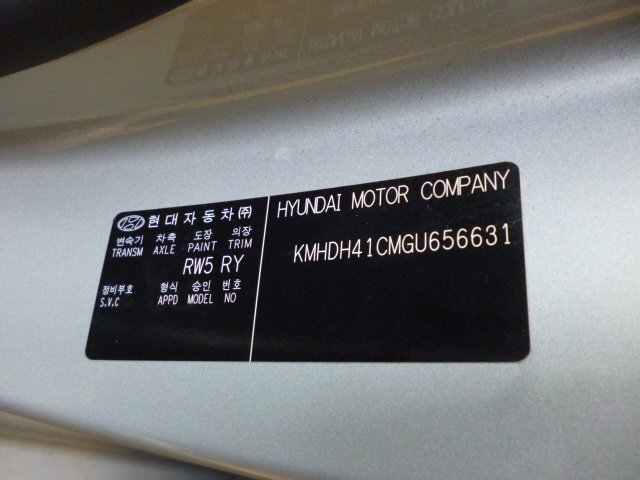 현대자동차㈜
변속기 차축 도장 의장
TRANSM AXLE PAINT TRIM
RW5 RY
정비부호 형식 승인 번호
S.V.C APPD MODEL NO
HYUNDAI MOTOR COMPANY
KMHDH41CMGU656631